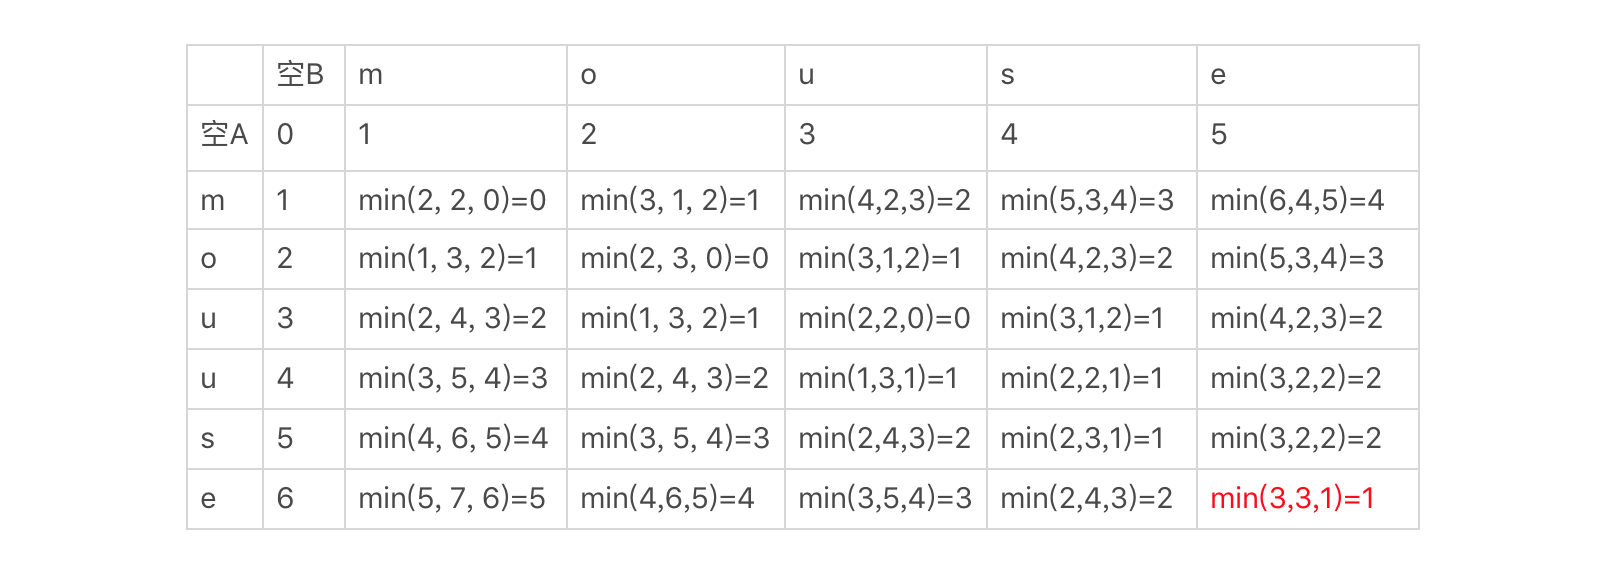 空B m o u s e
空A 0 1 2 3 4 5
m 1 min(2, 2, 0)=0 min(3, 1, 2)=1 min(4,2,3)=2 min(5,3,4)=3 min(6,4,5)=4
o 2 min(1, 3, 2)=1 min(2, 3, 0)=0 min(3,1,2)=1 min(4,2,3)=2 min(5,3,4)=3
u 3 min(2, 4, 3)=2 min(1, 3, 2)=1 min(2,2,0)=0 min(3,1,2)=1 min(4,2,3)=2
u 4 min(3, 5, 4)=3 min(2, 4, 3)=2 min(1,3,1)=1 min(2,2,1)=1 min(3,2,2)=2
s 5 min(4, 6, 5)=4 min(3, 5, 4)=3 min(2,4,3)=2 min(2,3,1)=1 min(3,2,2)=2
e 6 min(5, 7, 6)=5 min(4,6,5)=4 min(3,5,4)=3 min(2,4,3)=2 min(3,3,1)=1